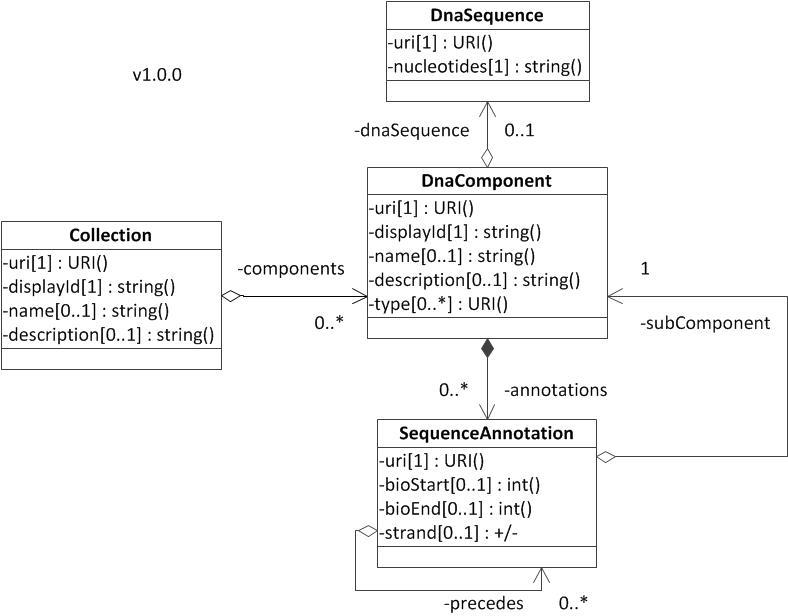 DnaSequence
-uri[1] : URI()
-nucleotides[1] : string()
v1.0.0
-dnaSequence 0..1
DnaComponent
-uri[1] : URI()
-displayId[1] : string()
-name[0..1] : string()
-description[0..1] : string()
-type[0..*] : URI()
Collection
-uri[1] : URI()
-displayId[1] : string()
-name[0..1] : string()
-description[0..1] : string()
-components
0..*
1
-subComponent
0..* -annotations
SequenceAnnotation
-uri[1] : URI()
-bioStart[0..1] : int()
-bioEnd[0..1] : int()
-strand[0..1] : +/-
-precedes 0..*